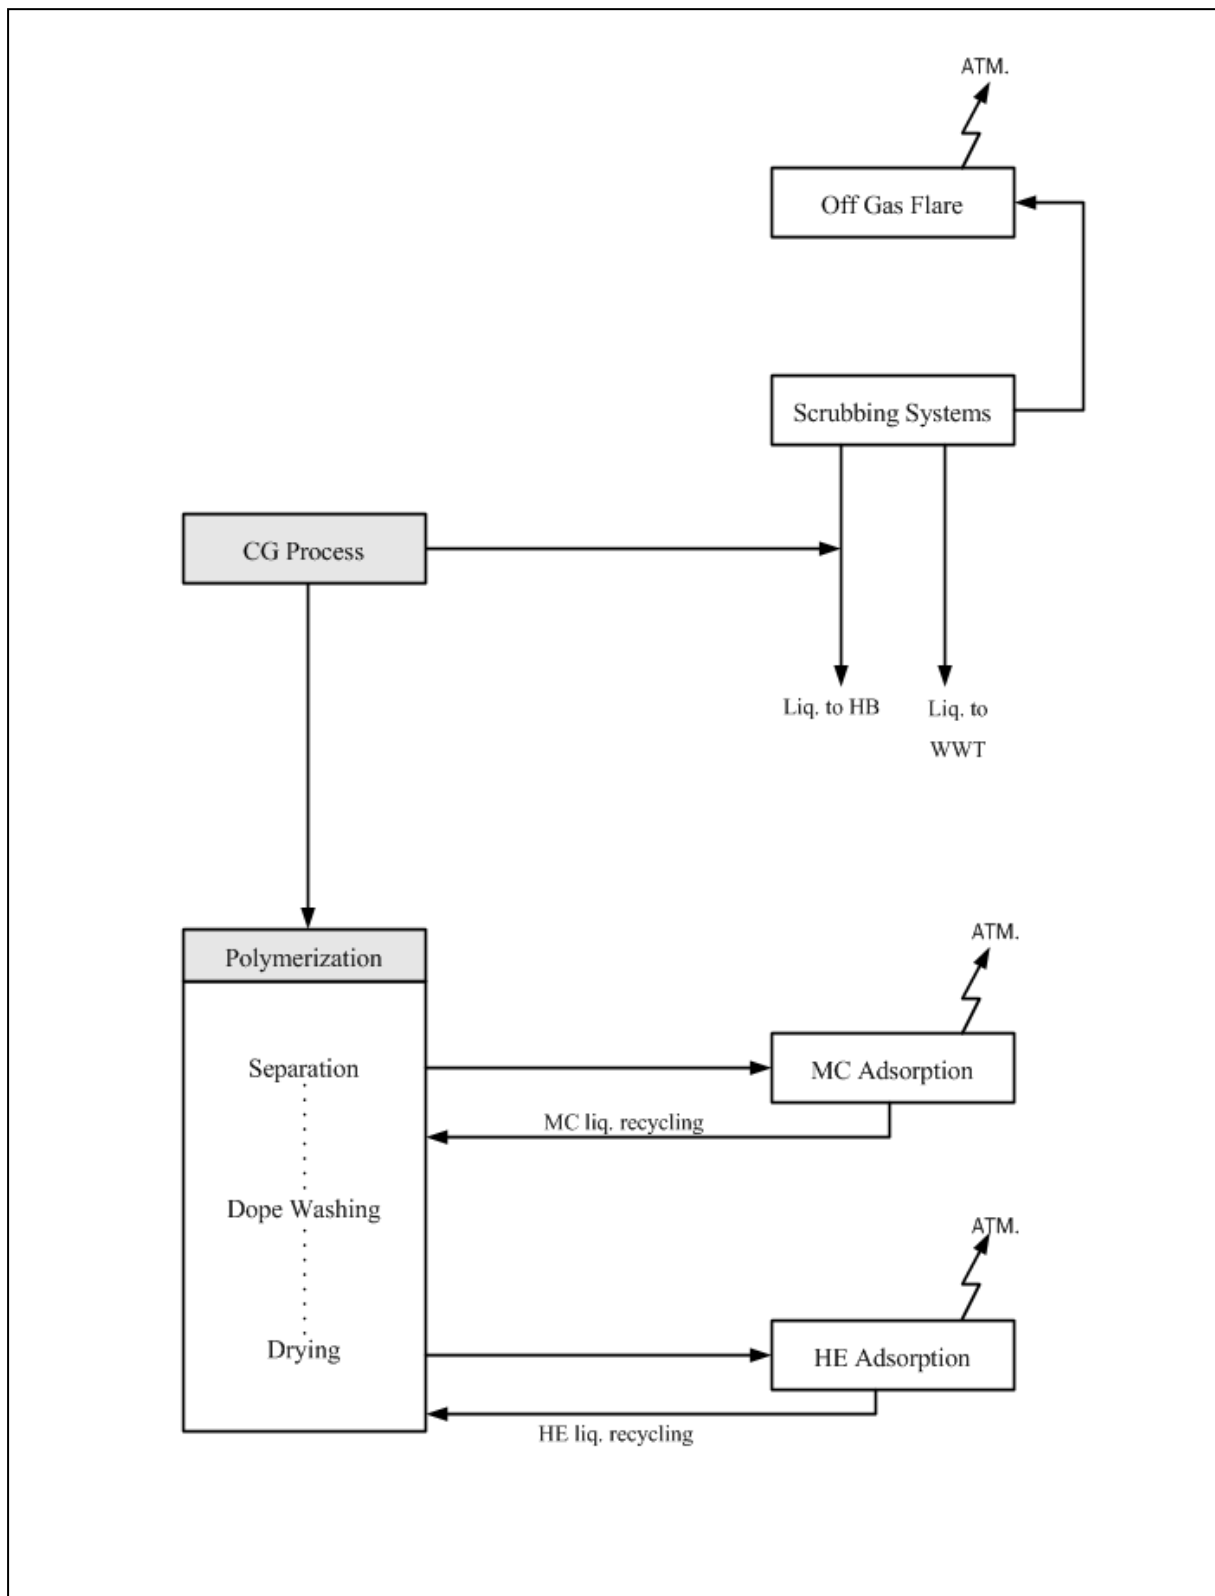 ATM.
Off Gas Flare
Scrubbing Systems
CG Process
Liq. to HB
Liq. to
WWT
Polymerization
ATM.
Separation
MC Adsorption
MC liq. recycling
Dope Washing
ATM.
Drying
HE Adsorption
HE liq. recycling